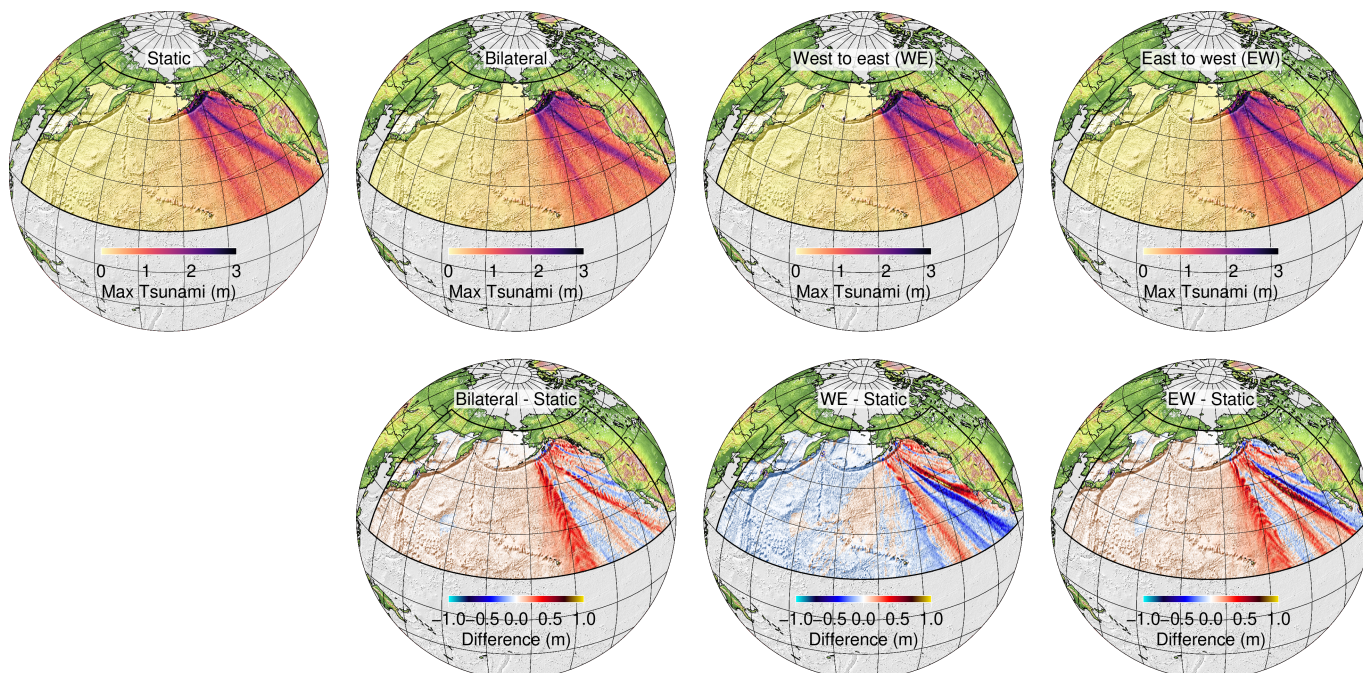 Static
Bilateral
West to east (WE)
East to west (EW)
0 1 2 3
Max Tsunami (m)
0 1 2 3
Max Tsunami (m)
0 1 2 3
Max Tsunami (m)
0 1 2 3
Max Tsunami (m)
Bilateral - Static
WE - Static
EW - Static
−1.0 −0.5 0.0 0.5 1.0
Difference (m)
−1.0 −0.5 0.0 0.5 1.0
Difference (m)
−1.0 −0.5 0.0 0.5 1.0
Difference (m)